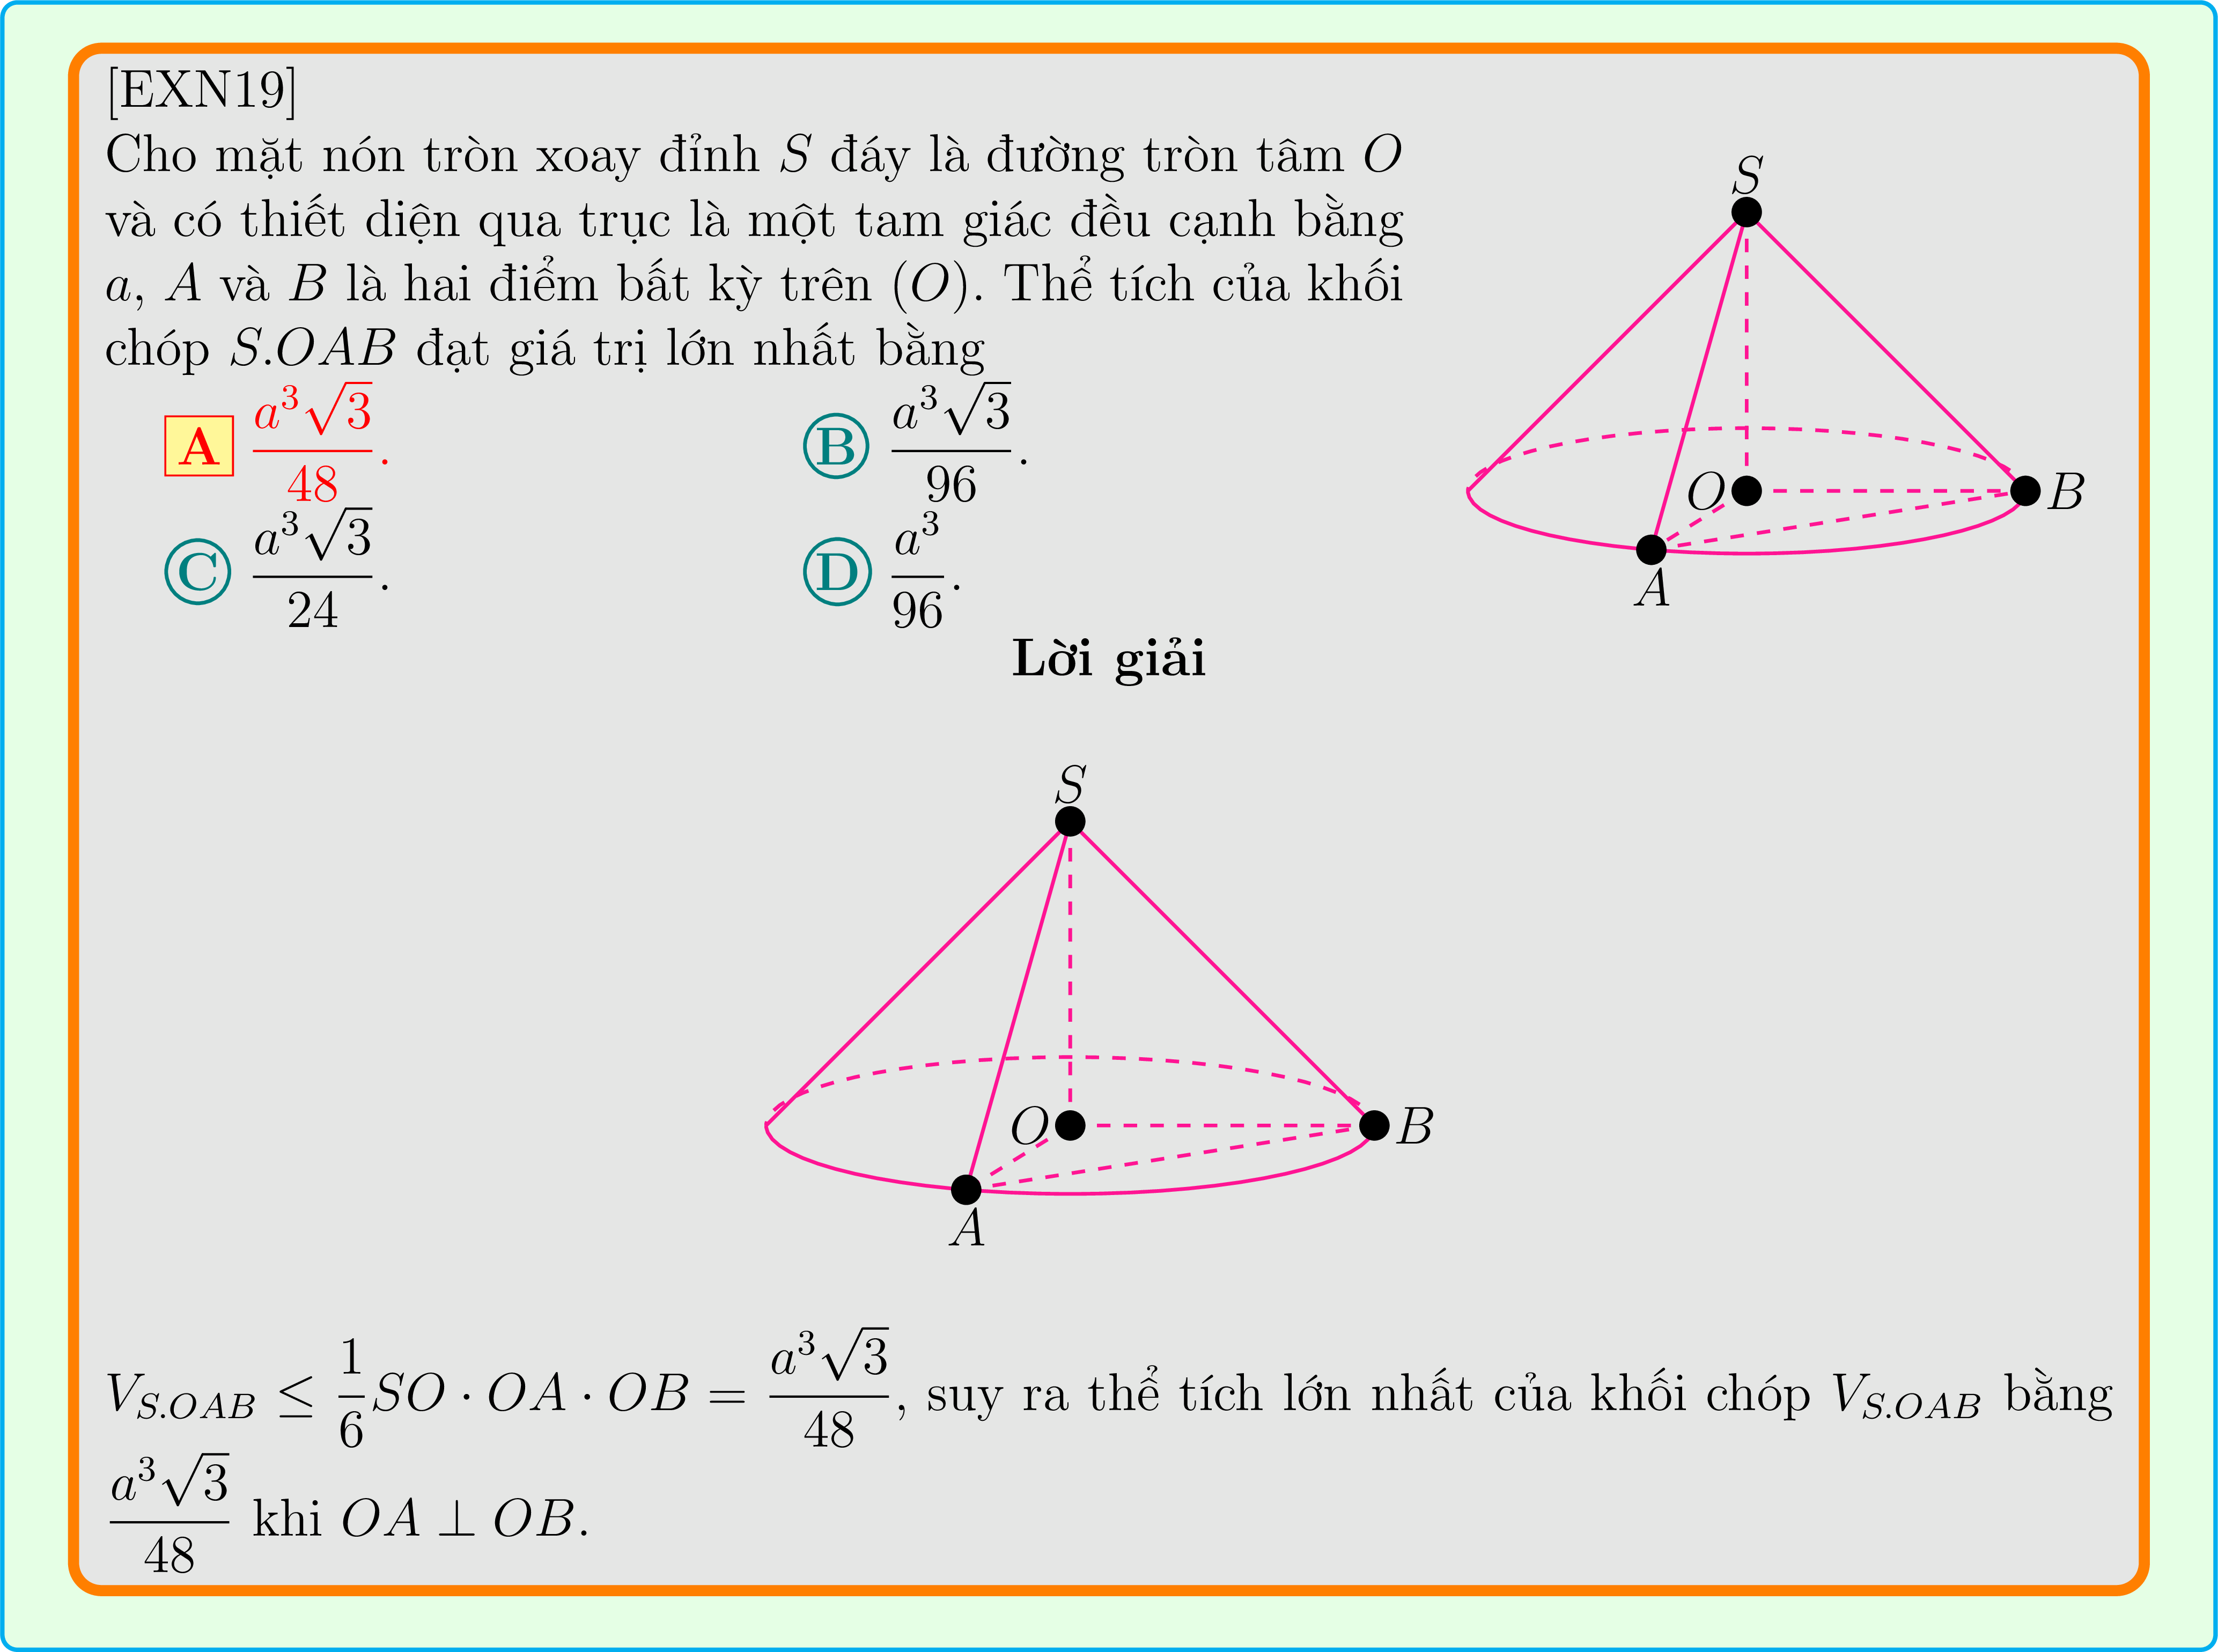 [EXN19]
Cho mặt nón tròn xoay đỉnh S đáy là đường tròn tâm O
và có thiết diện qua trục là một tam giác đều cạnh bằng
a, A và B là hai điểm bất kỳ trên (O). Thể tích của khối
chóp S.OAB đạt giá trị lớn nhất bằng
A $\frac{a^3\sqrt{3}}{48}$. B $\frac{a^3\sqrt{3}}{96}$.
C $\frac{a^3\sqrt{3}}{24}$. D $\frac{a^3}{96}$.
S
O
B
A
Lời giải
S
O
B
A
$V_{S.OAB} \leq \frac{1}{6}SO \cdot OA \cdot OB = \frac{a^3\sqrt{3}}{48}$, suy ra thể tích lớn nhất của khối chóp $V_{S.OAB}$ bằng
$\frac{a^3\sqrt{3}}{48}$ khi $OA \perp OB$.